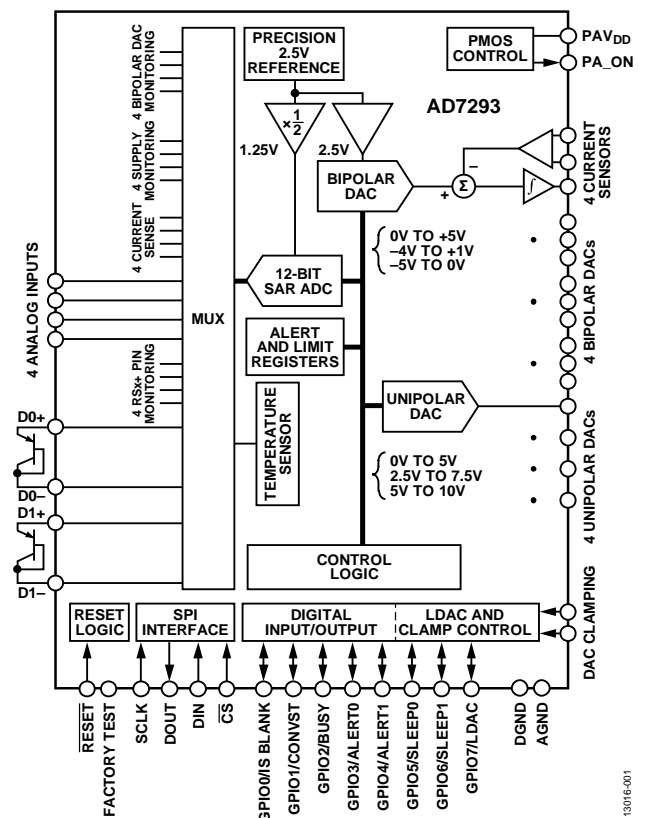 PRECISION
2.5V
REFERENCE
PMOS
CONTROL
PAVDD
PA_ON
AD7293
×1/2
1.25V
2.5V
4 BIPOLAR DAC
MONITORING
4 SUPPLY
MONITORING
4 CURRENT
SENSE
4 RSx+ PIN
MONITORING
4 ANALOG INPUTS
MUX
BIPOLAR
DAC
+
−
Σ
∫
4 CURRENT
SENSORS
0V TO +5V
–4V TO +1V
–5V TO 0V
12-BIT
SAR ADC
4 BIPOLAR DACs
ALERT
AND LIMIT
REGISTERS
UNIPOLAR
DAC
TEMPERATURE
SENSOR
0V TO 5V
2.5V TO 7.5V
5V TO 10V
4 UNIPOLAR DACs
D0+
D0–
D1+
D1–
CONTROL
LOGIC
RESET
LOGIC
SPI
INTERFACE
DIGITAL
INPUT/OUTPUT
LDAC AND
CLAMP CONTROL
DAC CLAMPING
RESET
FACTORY TEST
SCLK
DOUT
DIN
CS
GPIO0/IS BLANK
GPIO1/CONVST
GPIO2/BUSY
GPIO3/ALERT0
GPIO4/ALERT1
GPIO5/SLEEP0
GPIO6/SLEEP1
GPIO7/LDAC
DGND
AGND
13016-001